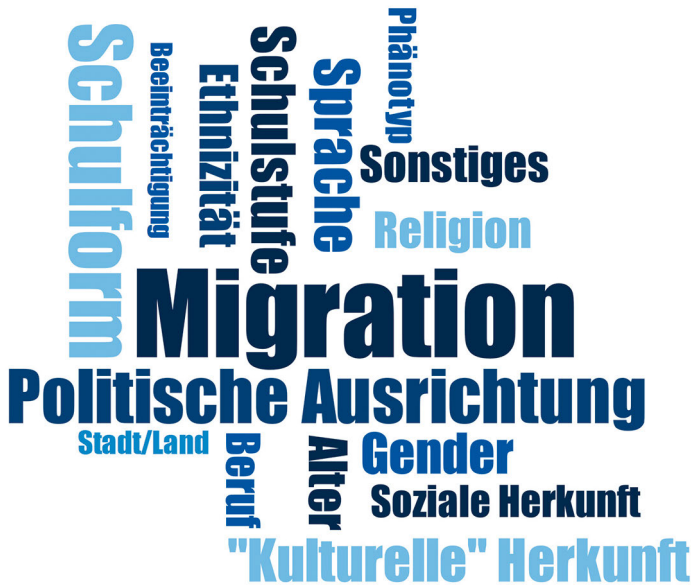 Schulform
Beeinträchtigung
Ethnizität
Schulstufe
Sprache
Phänotyp
Sonstiges
Religion
Migration
Politische Ausrichtung
Stadt/Land
Beruf
Alter
Gender
Soziale Herkunft
"Kulturelle" Herkunft